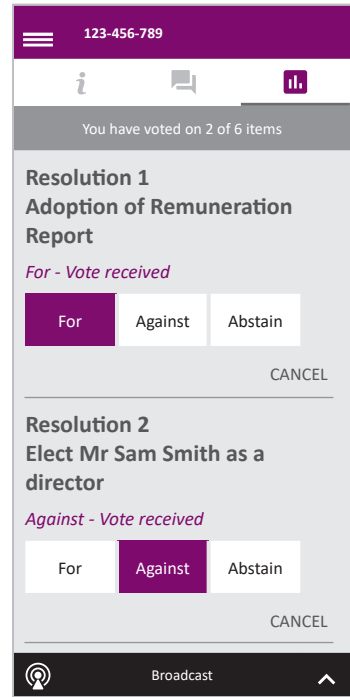 123-456-789
i
You have voted on 2 of 6 items
Resolution 1
Adoption of Remuneration
Report
For - Vote received
For Against Abstain
CANCEL
Resolution 2
Elect Mr Sam Smith as a
director
Against - Vote received
For Against Abstain
CANCEL
Broadcast